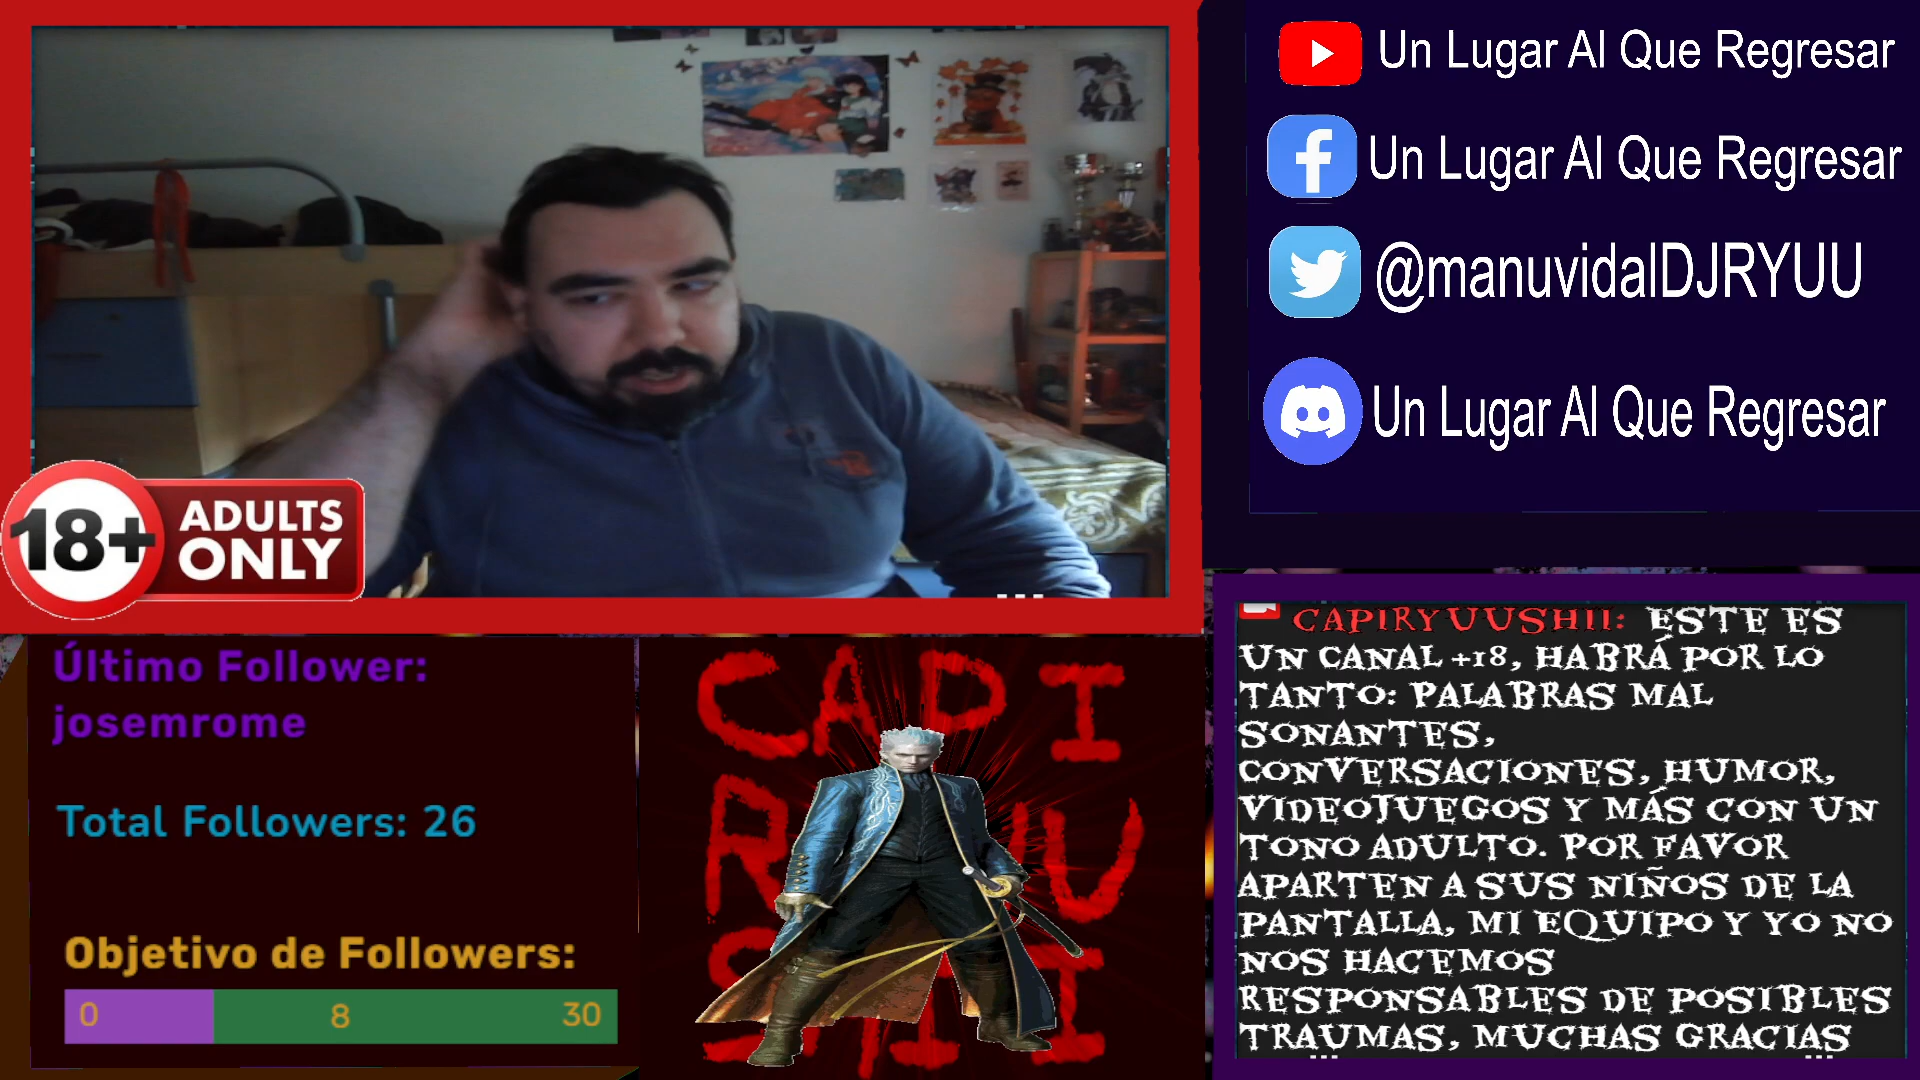 Un Lugar Al Que Regresar
Un Lugar Al Que Regresar
@manuvidalDJRYUU
Un Lugar Al Que Regresar
18+ ADULTS
ONLY
Último Follower:
josemrome
Total Followers: 26
Objetivo de Followers:
0 8 30
CAPI
RYUU
SHII
CAPIRYUUSHII: ESTE ES
UN CANAL +18, HABRÁ POR LO
TANTO: PALABRAS MAL
SONANTES,
CONVERSACIONES, HUMOR,
VIDEOJUEGOS Y MÁS CON UN
TONO ADULTO. POR FAVOR
APARTEN A SUS NIÑOS DE LA
PANTALLA, MI EQUIPO Y YO NO
NOS HACEMOS
RESPONSABLES DE POSIBLES
TRAUMAS, MUCHAS GRACIAS